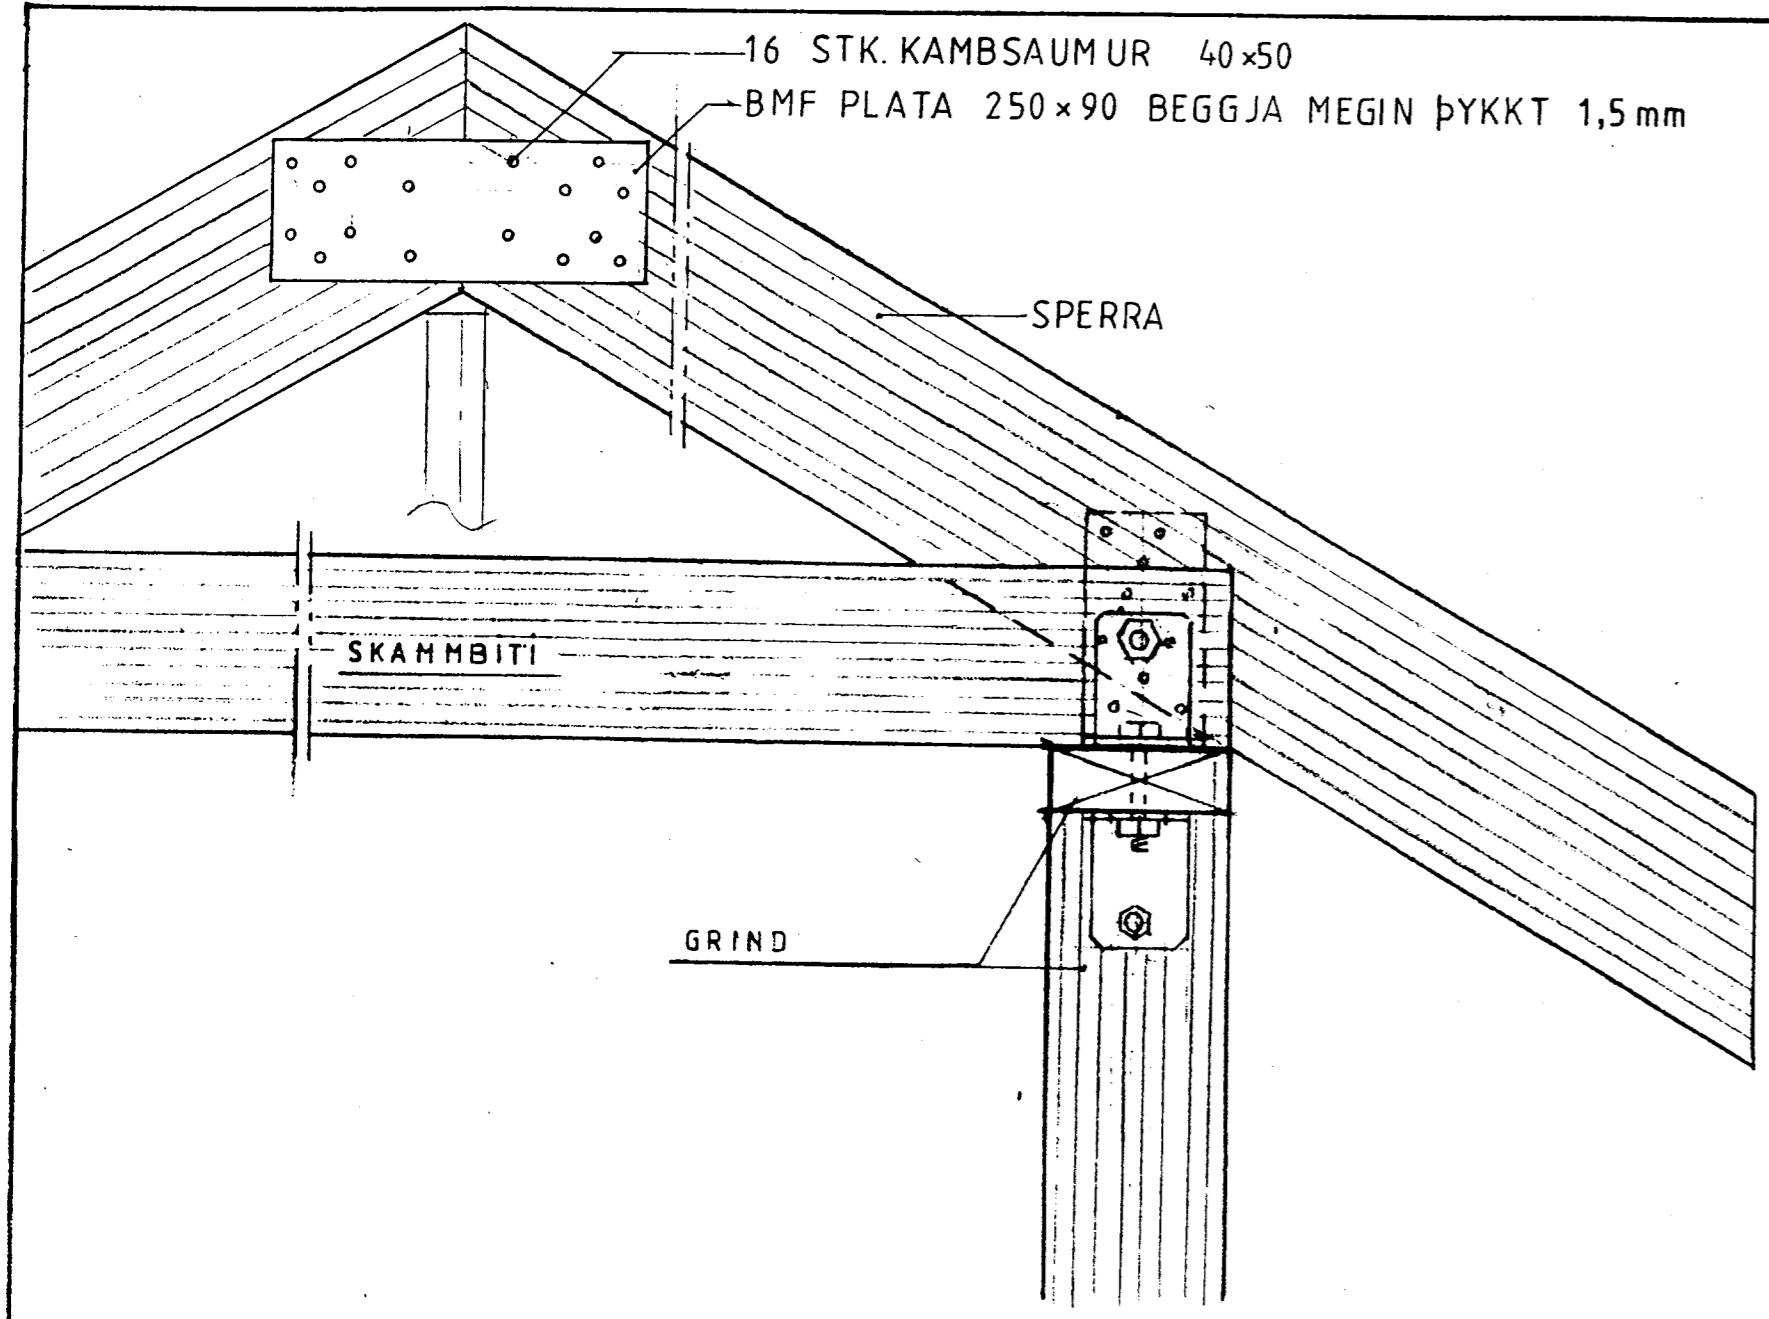 16 STK. KAMBSAUMUR 40×50
BMF PLATA 250×90 BEGGJA MEGIN ÞYKKT 1,5 mm
SPERRA
SKAMMBITI
GRIND